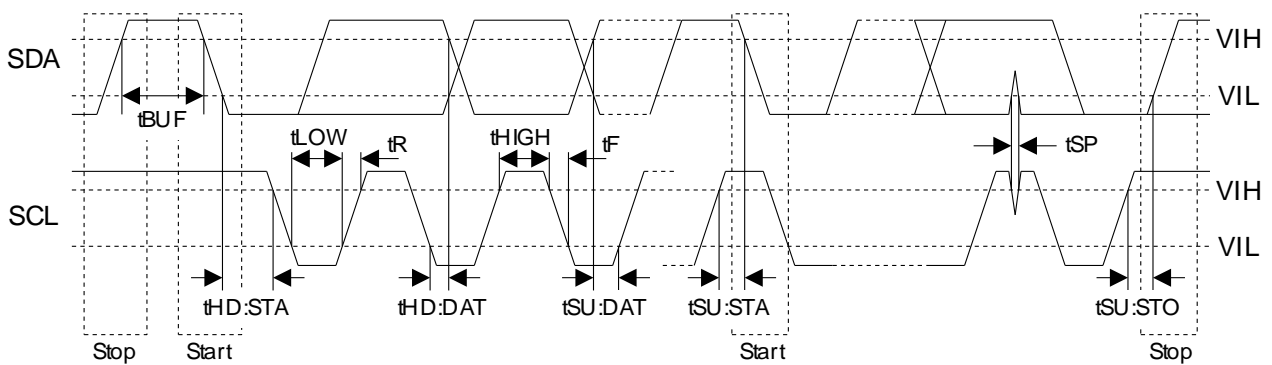 VIH
SDA
VIL
tBUF
tLOW
tR
tHIGH
tF
tSP
VIH
SCL
VIL
tHD:STA
tHD:DAT
tSU:DAT
tSU:STA
tSU:STO
Stop
Start
Start
Stop